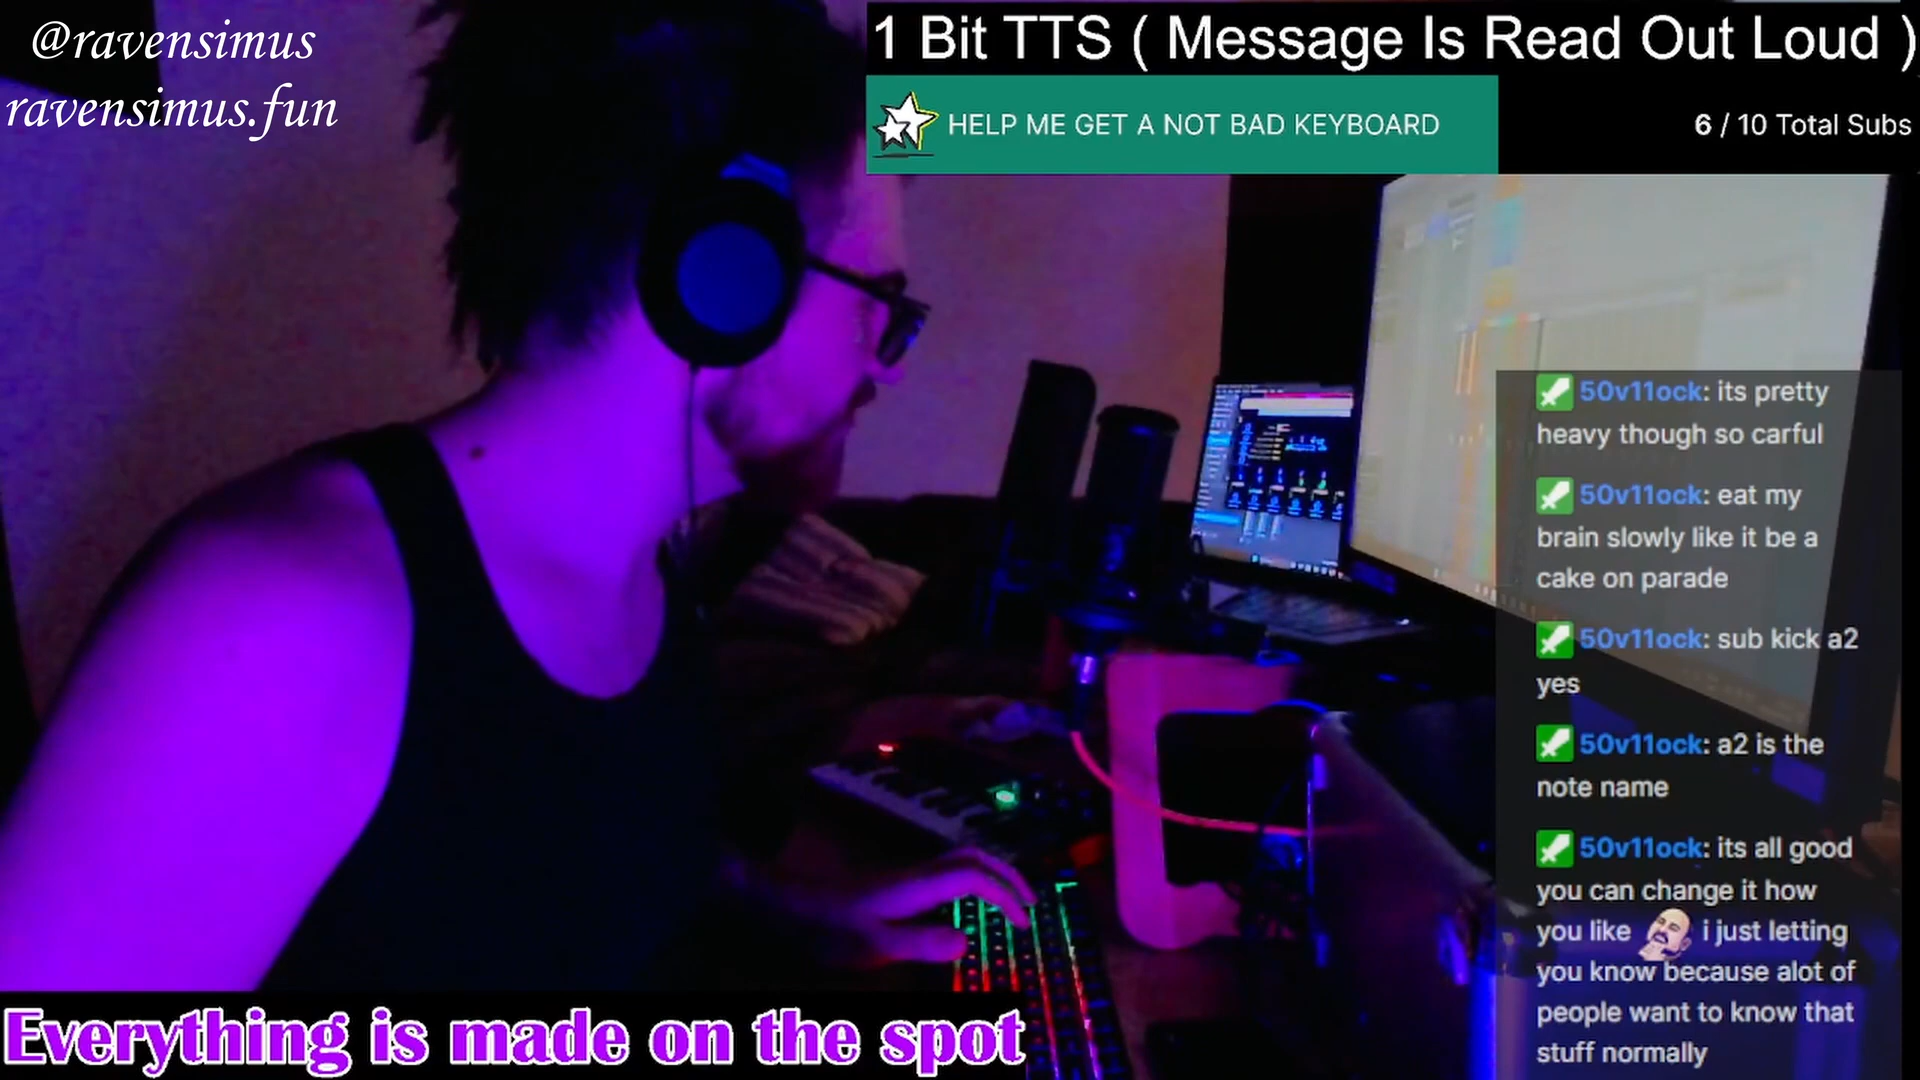 @ravensimus
ravensimus.fun
1 Bit TTS ( Message Is Read Out Loud )
HELP ME GET A NOT BAD KEYBOARD
6 / 10 Total Subs
50v11ock: its pretty
heavy though so carful
50v11ock: eat my
brain slowly like it be a
cake on parade
50v11ock: sub kick a2
yes
50v11ock: a2 is the
note name
50v11ock: its all good
you can change it how
you like i just letting
you know because alot of
people want to know that
stuff normally
Everything is made on the spot